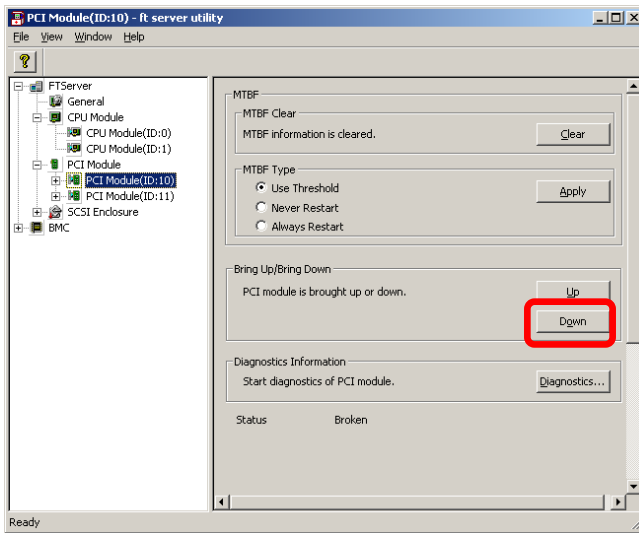 PCI Module(ID:10) - ft server utility
File View Window Help
FTServer
General
CPU Module
CPU Module(ID:0)
CPU Module(ID:1)
PCI Module
PCI Module(ID:10)
PCI Module(ID:11)
SCSI Enclosure
BMC
MTBF
MTBF Clear
MTBF information is cleared.
Clear
MTBF Type
Use Threshold
Apply
Never Restart
Always Restart
Bring Up/Bring Down
PCI module is brought up or down.
Up
Down
Diagnostics Information
Start diagnostics of PCI module.
Diagnostics...
Status Broken
Ready